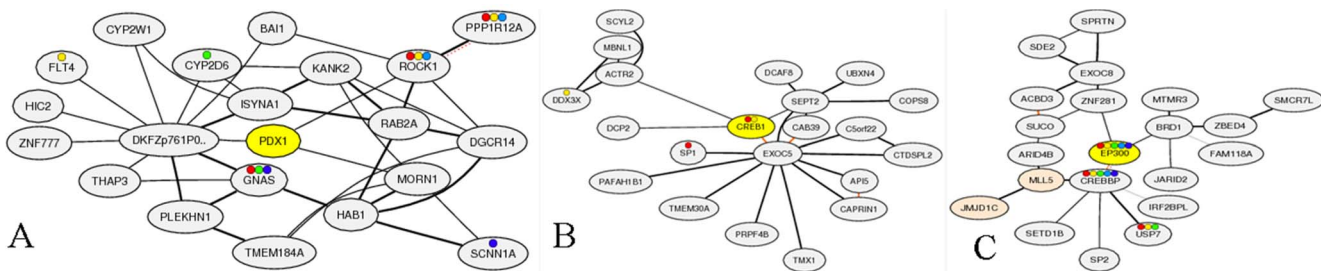 CYP2W1
BAI1
PPP1R12A
FLT4
CYP2D6
KANK2
ROCK1
HIC2
ISYNA1
RAB2A
ZNF777
DKFZp761P0..
PDX1
DGCR14
THAP3
GNAS
MORN1
PLEKHN1
HAB1
TMEM184A
SCNN1A
A
SCYL2
MBNL1
ACTR2
DCAF8
UBXN4
DDX3X
SEPT2
COPS8
DCP2
CREB1
CAB39
C5orf22
SP1
EXOC5
CTDSPL2
PAFAH1B1
API5
TMEM30A
CAPRIN1
PRPF4B
TMX1
B
SPRTN
SDE2
EXOC8
ACBD3
ZNF281
MTMR3
SMCR7L
SUCO
BRD1
ZBED4
EP300
FAM118A
ARID4B
MLL5
CREBBP
JARID2
JMJD1C
IRF2BPL
SETD1B
USP7
SP2
C